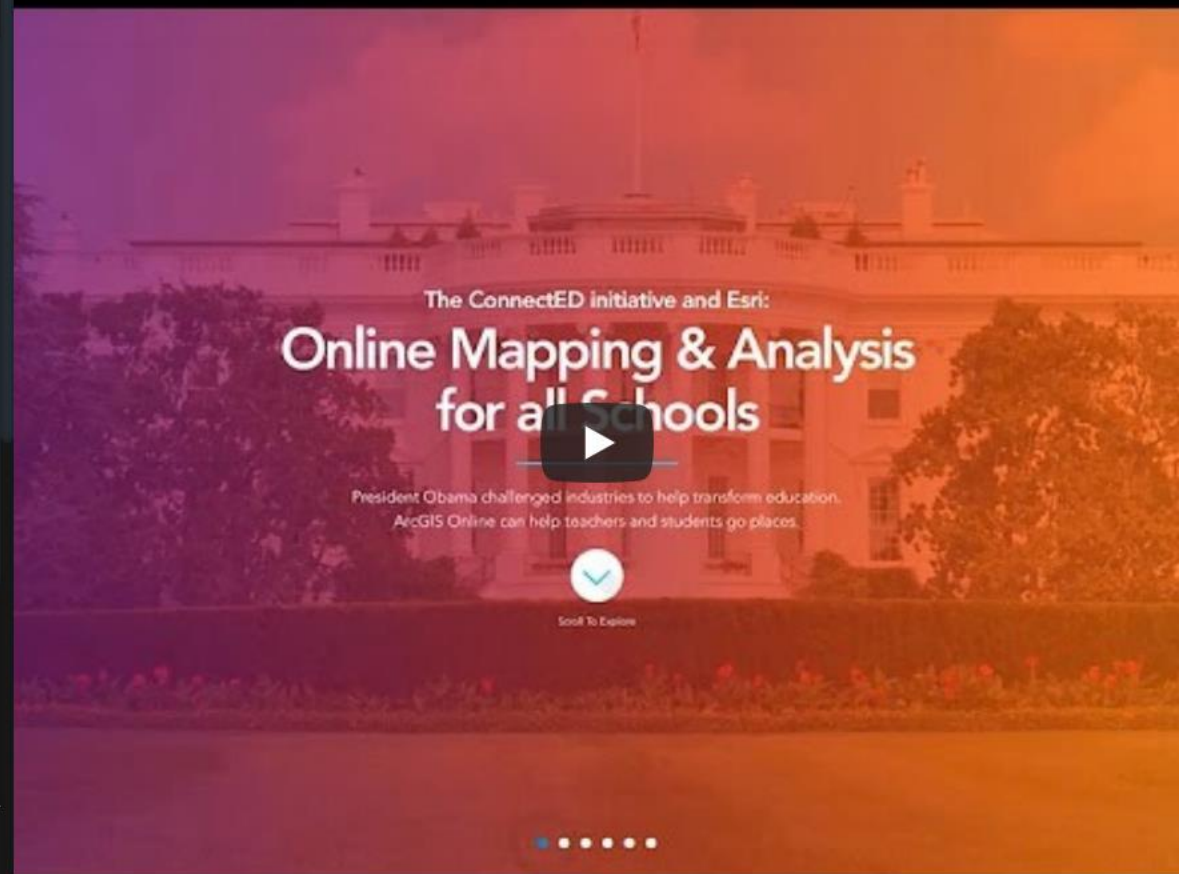 The ConnectED initiative and Esri:
Online Mapping & Analysis
for all Schools
President Obama challenged industries to help transform education.
ArcGIS Online can help teachers and students go places.
Scroll To Explore